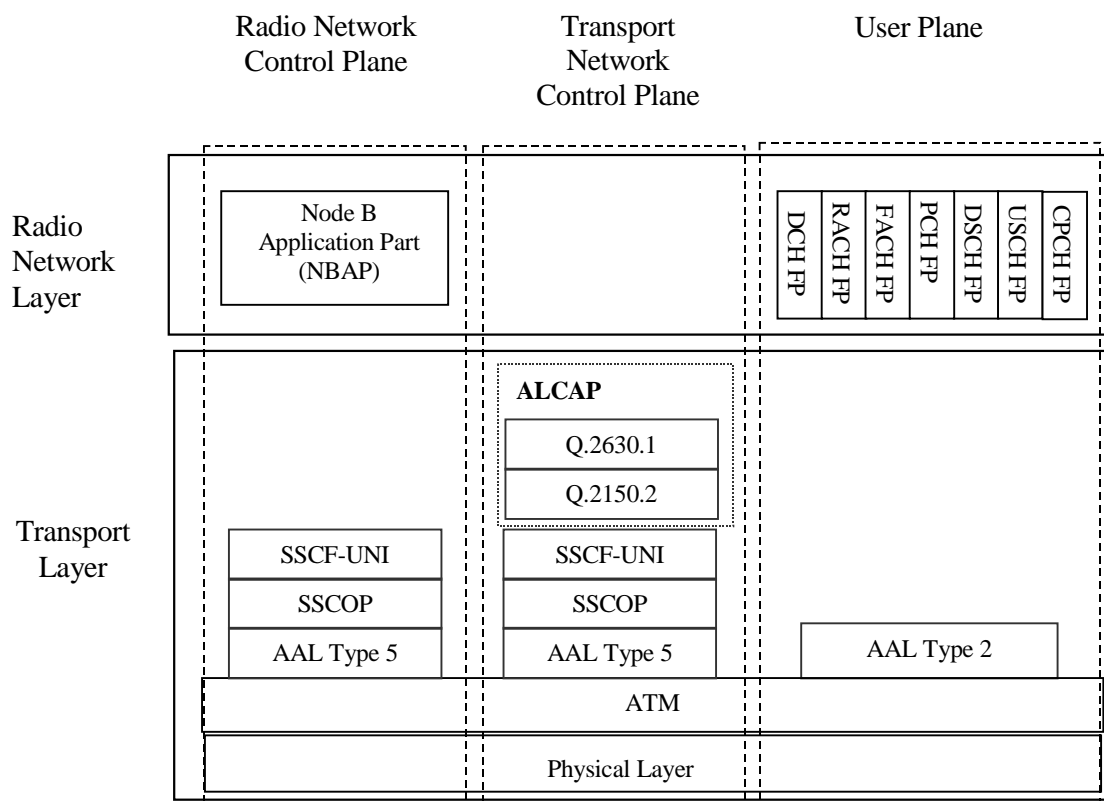 Radio Network
Control Plane
Transport
Network
Control Plane
User Plane
Radio
Network
Layer
Node B
Application Part
(NBAP)
DCH FP
RACH FP
FACH FP
PCH FP
DSCH FP
USCH FP
CPCH FP
Transport
Layer
ALCAP
Q.2630.1
Q.2150.2
SSCF-UNI
SSCOP
AAL Type 5
SSCF-UNI
SSCOP
AAL Type 5
AAL Type 2
ATM
Physical Layer